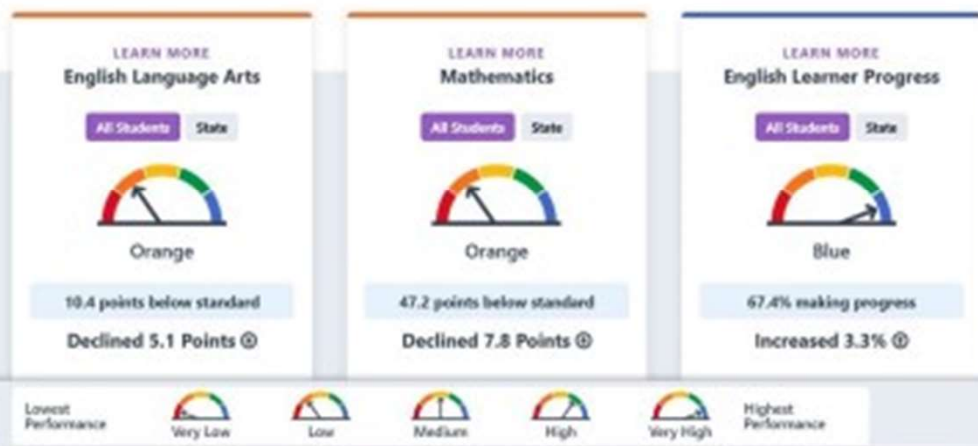 LEARN MORE
English Language Arts
All Students State
Orange
10.4 points below standard
Declined 5.1 Points
LEARN MORE
Mathematics
All Students State
Orange
47.2 points below standard
Declined 7.8 Points
LEARN MORE
English Learner Progress
All Students State
Blue
67.4% making progress
Increased 3.3%
Lowest
Performance
Very Low
Low
Medium
High
Very High
Highest
Performance